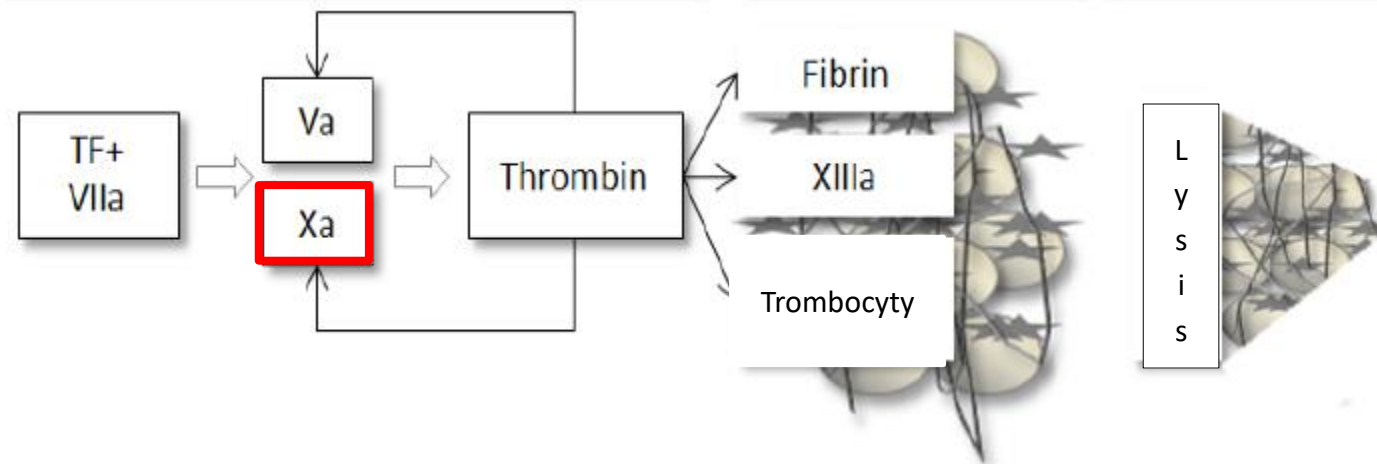 TF+
VIIa
Va
Xa
Thrombin
Fibrin
XIIIa
Trombocyty
L
y
s
i
s